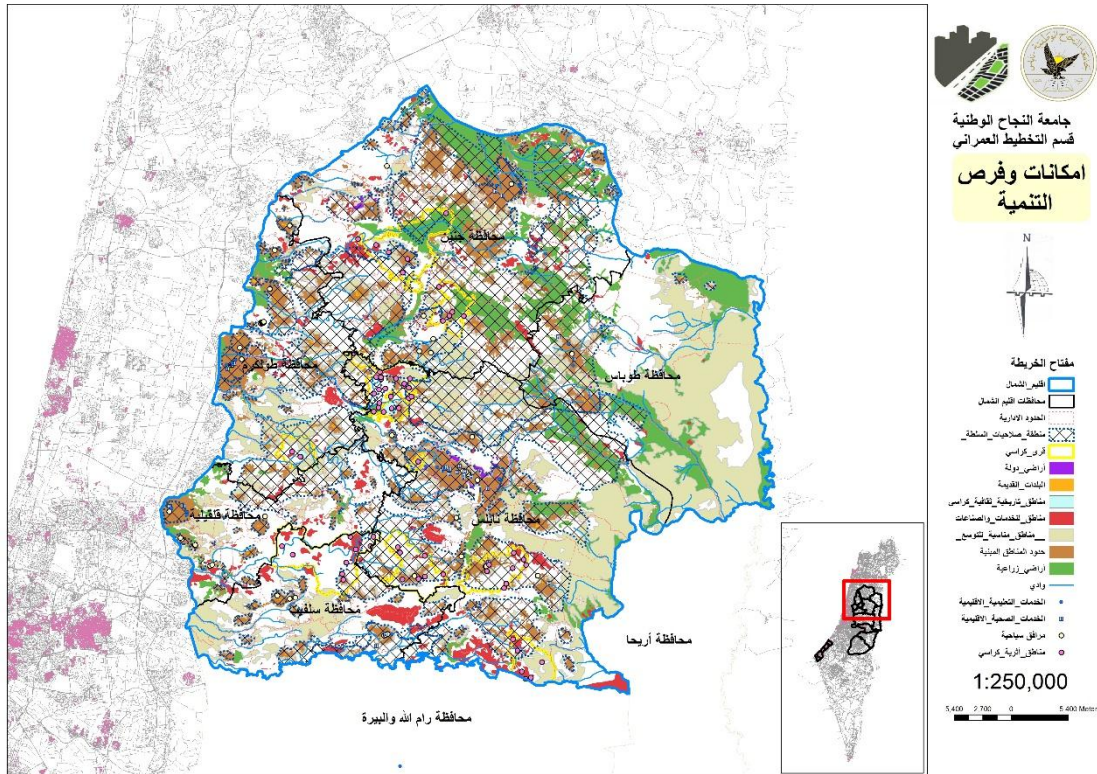 جامعة النجاح الوطنية
قسم التخطيط العمراني
امكانات وفرص
التنمية
N
مفتاح الخريطة
اقليم_الشمال
محافظات اقليم الشمال
الحدود الادارية
منطقة_صلاحيات_السلطة_
قرى_كراسي
أراضي_دولة
البلدات_القديمة
مناطق_تاريخية_ثقافية_كراسي
مناطق_للخدمات_والصناعات
__مناطق_مناسبة_للتوسع_
حدود المناطق المبنية
أراضي_زراعية
وادي
الخدمات_التعليمية_الاقليمية
الخدمات_الصحية_الاقليمية
مرافق سياحية
مناطق_اثرية_كراسي
1:250,000
5,400 2,700 0 5,400 Meters
محافظة جنين
محافظة طولكرم
محافظة طوباس
محافظة قلقيلية
محافظة نابلس
محافظة سلفيت
محافظة أريحا
محافظة رام الله والبيرة